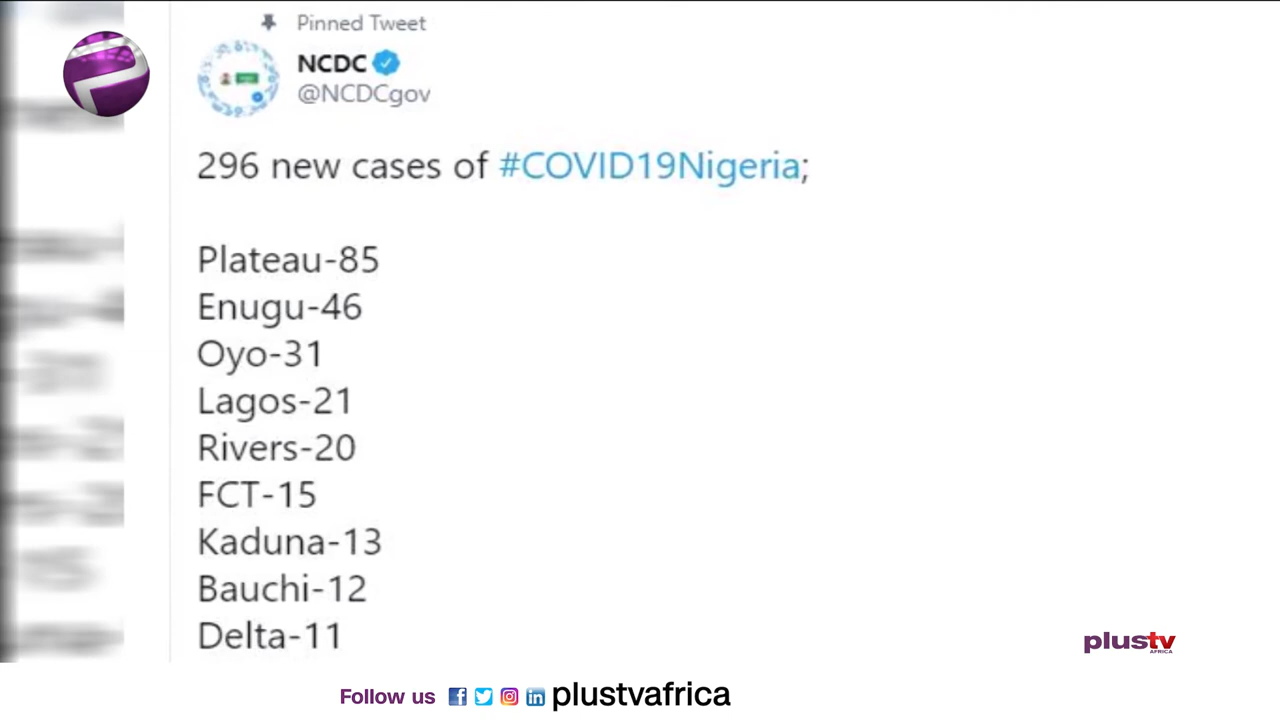 Pinned Tweet
NCDC
@NCDCgov
296 new cases of #COVID19Nigeria;
Plateau-85
Enugu-46
Oyo-31
Lagos-21
Rivers-20
FCT-15
Kaduna-13
Bauchi-12
Delta-11
plustv
AFRICA
Follow us plustvafrica